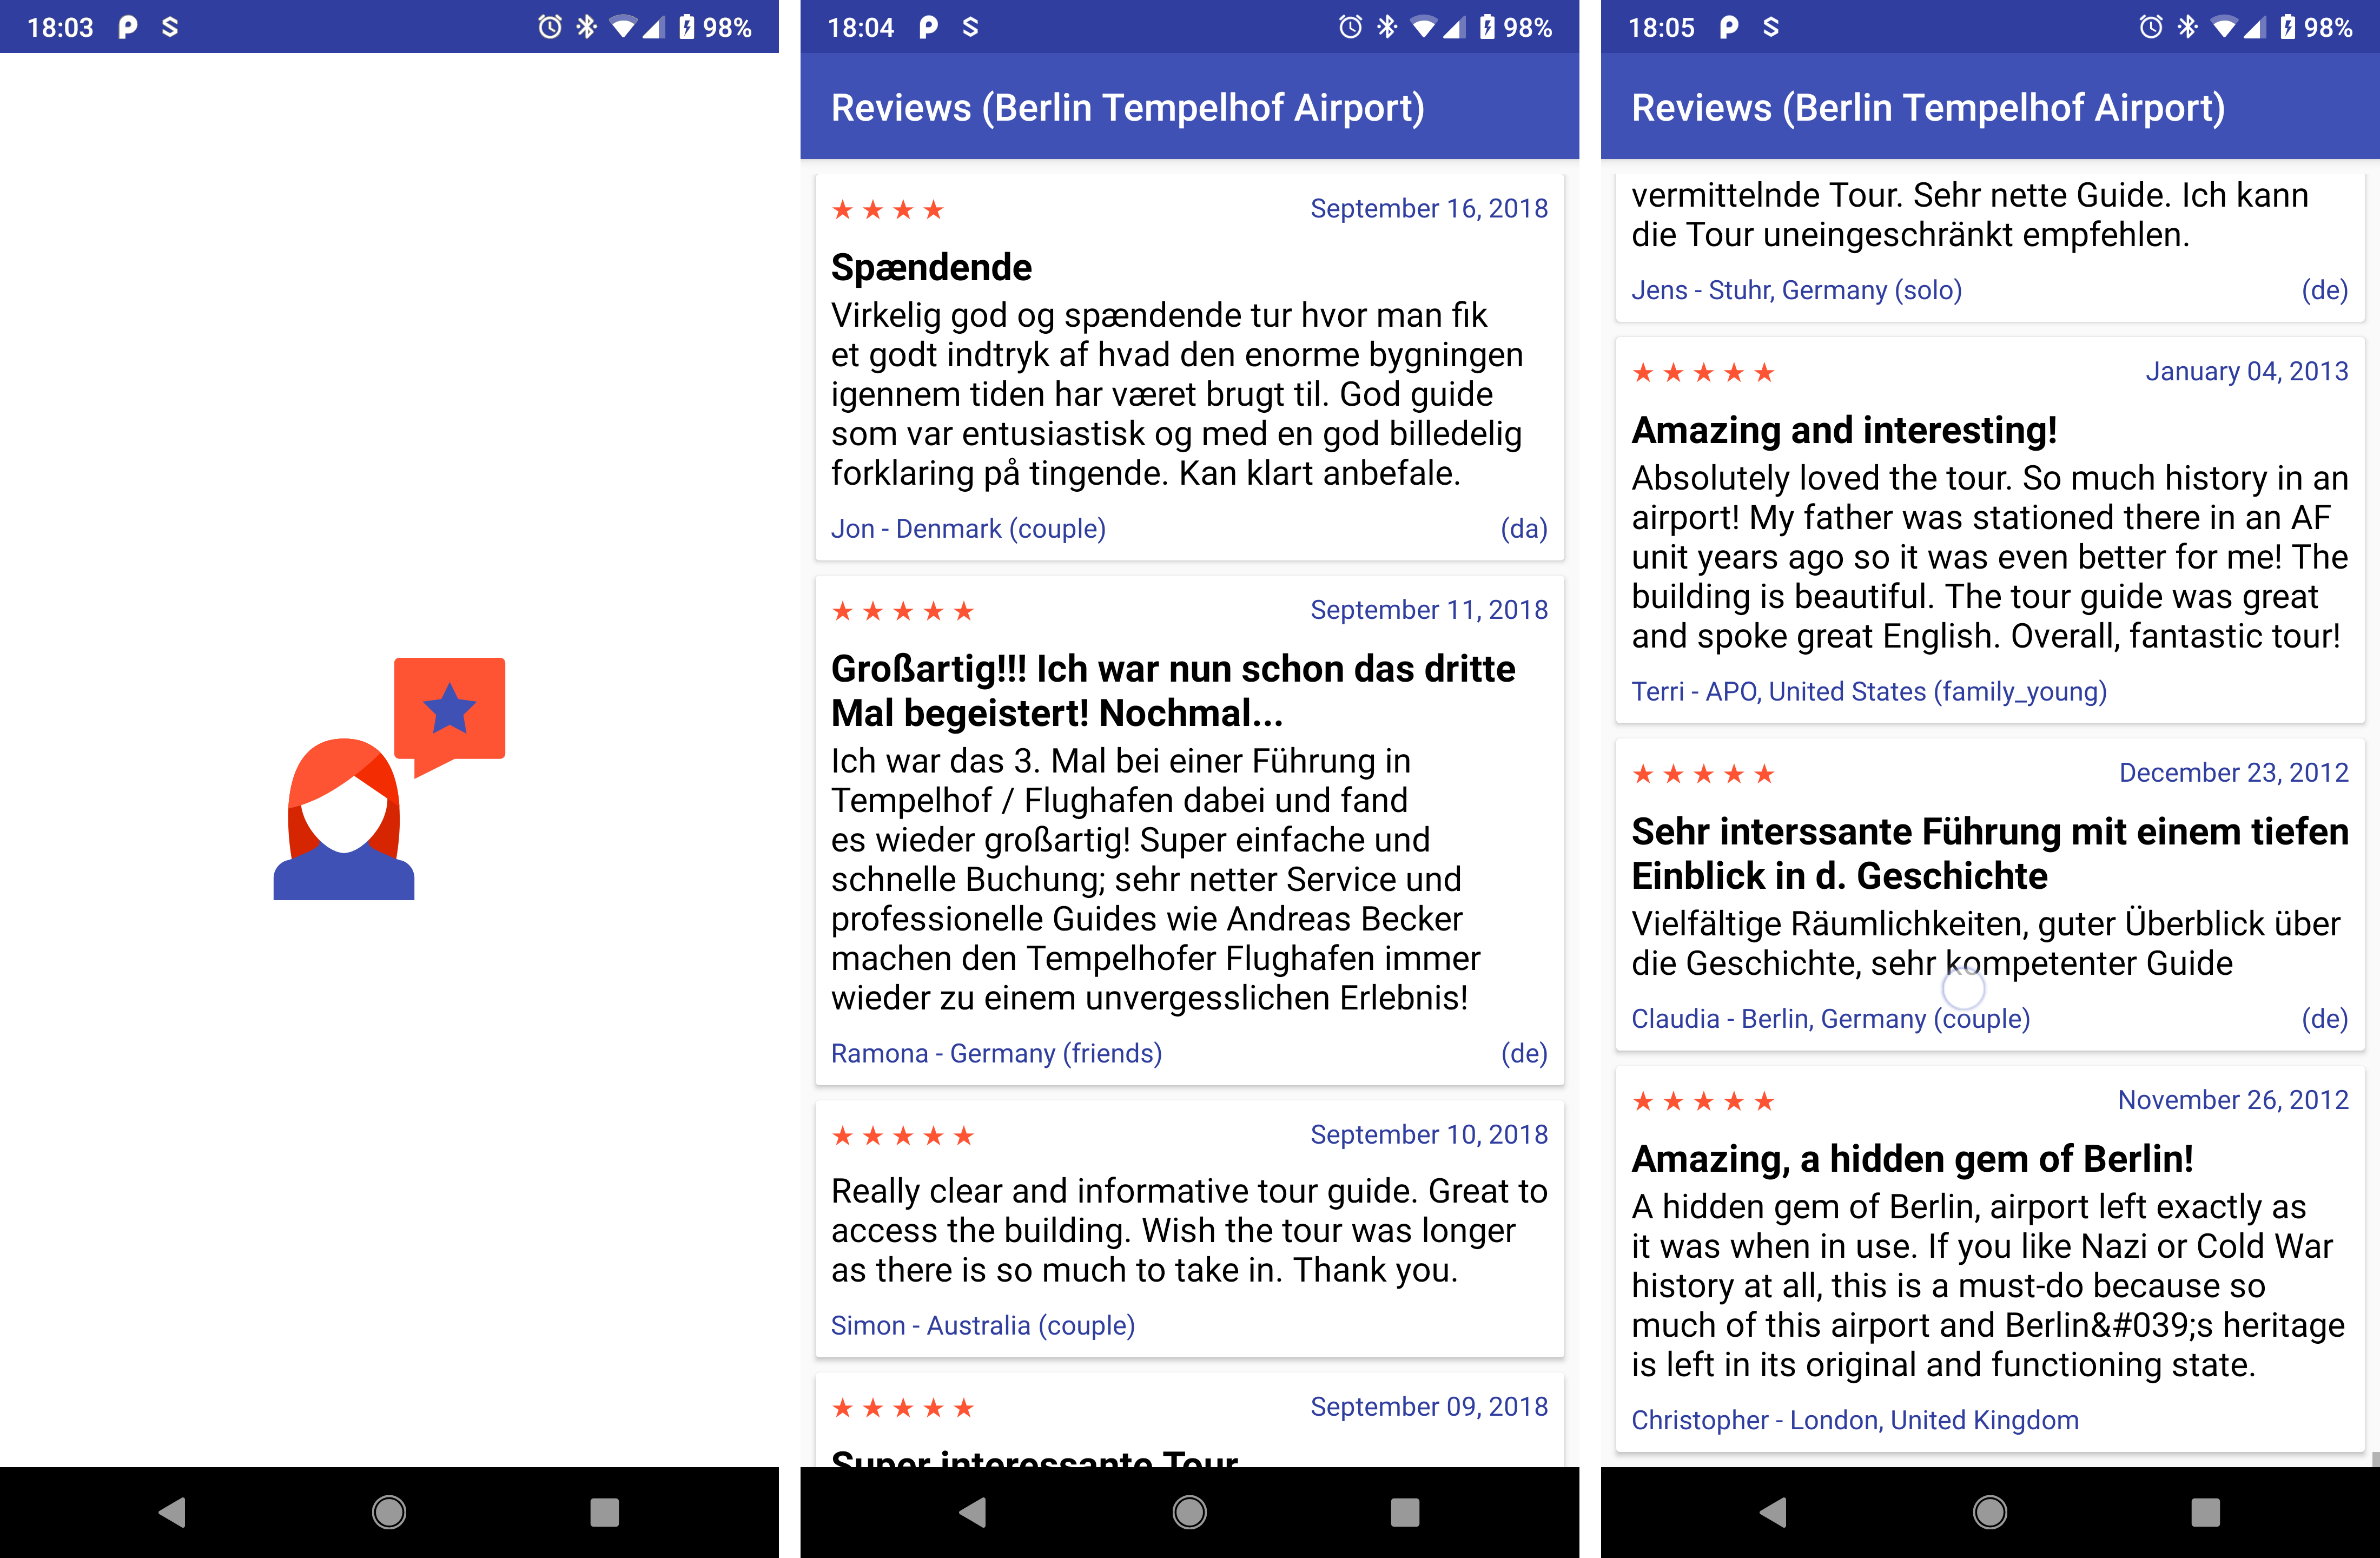 18:03
98%
18:04
98%
Reviews (Berlin Tempelhof Airport)
★ ★ ★ ★ September 16, 2018
Spændende
Virkelig god og spændende tur hvor man fik
et godt indtryk af hvad den enorme bygningen
igennem tiden har været brugt til. God guide
som var entusiastisk og med en god billedelig
forklaring på tingende. Kan klart anbefale.
Jon - Denmark (couple) (da)
★ ★ ★ ★ ★ September 11, 2018
Großartig!!! Ich war nun schon das dritte
Mal begeistert! Nochmal...
Ich war das 3. Mal bei einer Führung in
Tempelhof / Flughafen dabei und fand
es wieder großartig! Super einfache und
schnelle Buchung; sehr netter Service und
professionelle Guides wie Andreas Becker
machen den Tempelhofer Flughafen immer
wieder zu einem unvergesslichen Erlebnis!
Ramona - Germany (friends) (de)
★ ★ ★ ★ ★ September 10, 2018
Really clear and informative tour guide. Great to
access the building. Wish the tour was longer
as there is so much to take in. Thank you.
Simon - Australia (couple)
★ ★ ★ ★ ★ September 09, 2018
Super interessante Tour
18:05
98%
Reviews (Berlin Tempelhof Airport)
vermittelnde Tour. Sehr nette Guide. Ich kann
die Tour uneingeschränkt empfehlen.
Jens - Stuhr, Germany (solo) (de)
★ ★ ★ ★ ★ January 04, 2013
Amazing and interesting!
Absolutely loved the tour. So much history in an
airport! My father was stationed there in an AF
unit years ago so it was even better for me! The
building is beautiful. The tour guide was great
and spoke great English. Overall, fantastic tour!
Terri - APO, United States (family_young)
★ ★ ★ ★ ★ December 23, 2012
Sehr interssante Führung mit einem tiefen
Einblick in d. Geschichte
Vielfältige Räumlichkeiten, guter Überblick über
die Geschichte, sehr kompetenter Guide
Claudia - Berlin, Germany (couple) (de)
★ ★ ★ ★ ★ November 26, 2012
Amazing, a hidden gem of Berlin!
A hidden gem of Berlin, airport left exactly as
it was when in use. If you like Nazi or Cold War
history at all, this is a must-do because so
much of this airport and Berlin&#039;s heritage
is left in its original and functioning state.
Christopher - London, United Kingdom